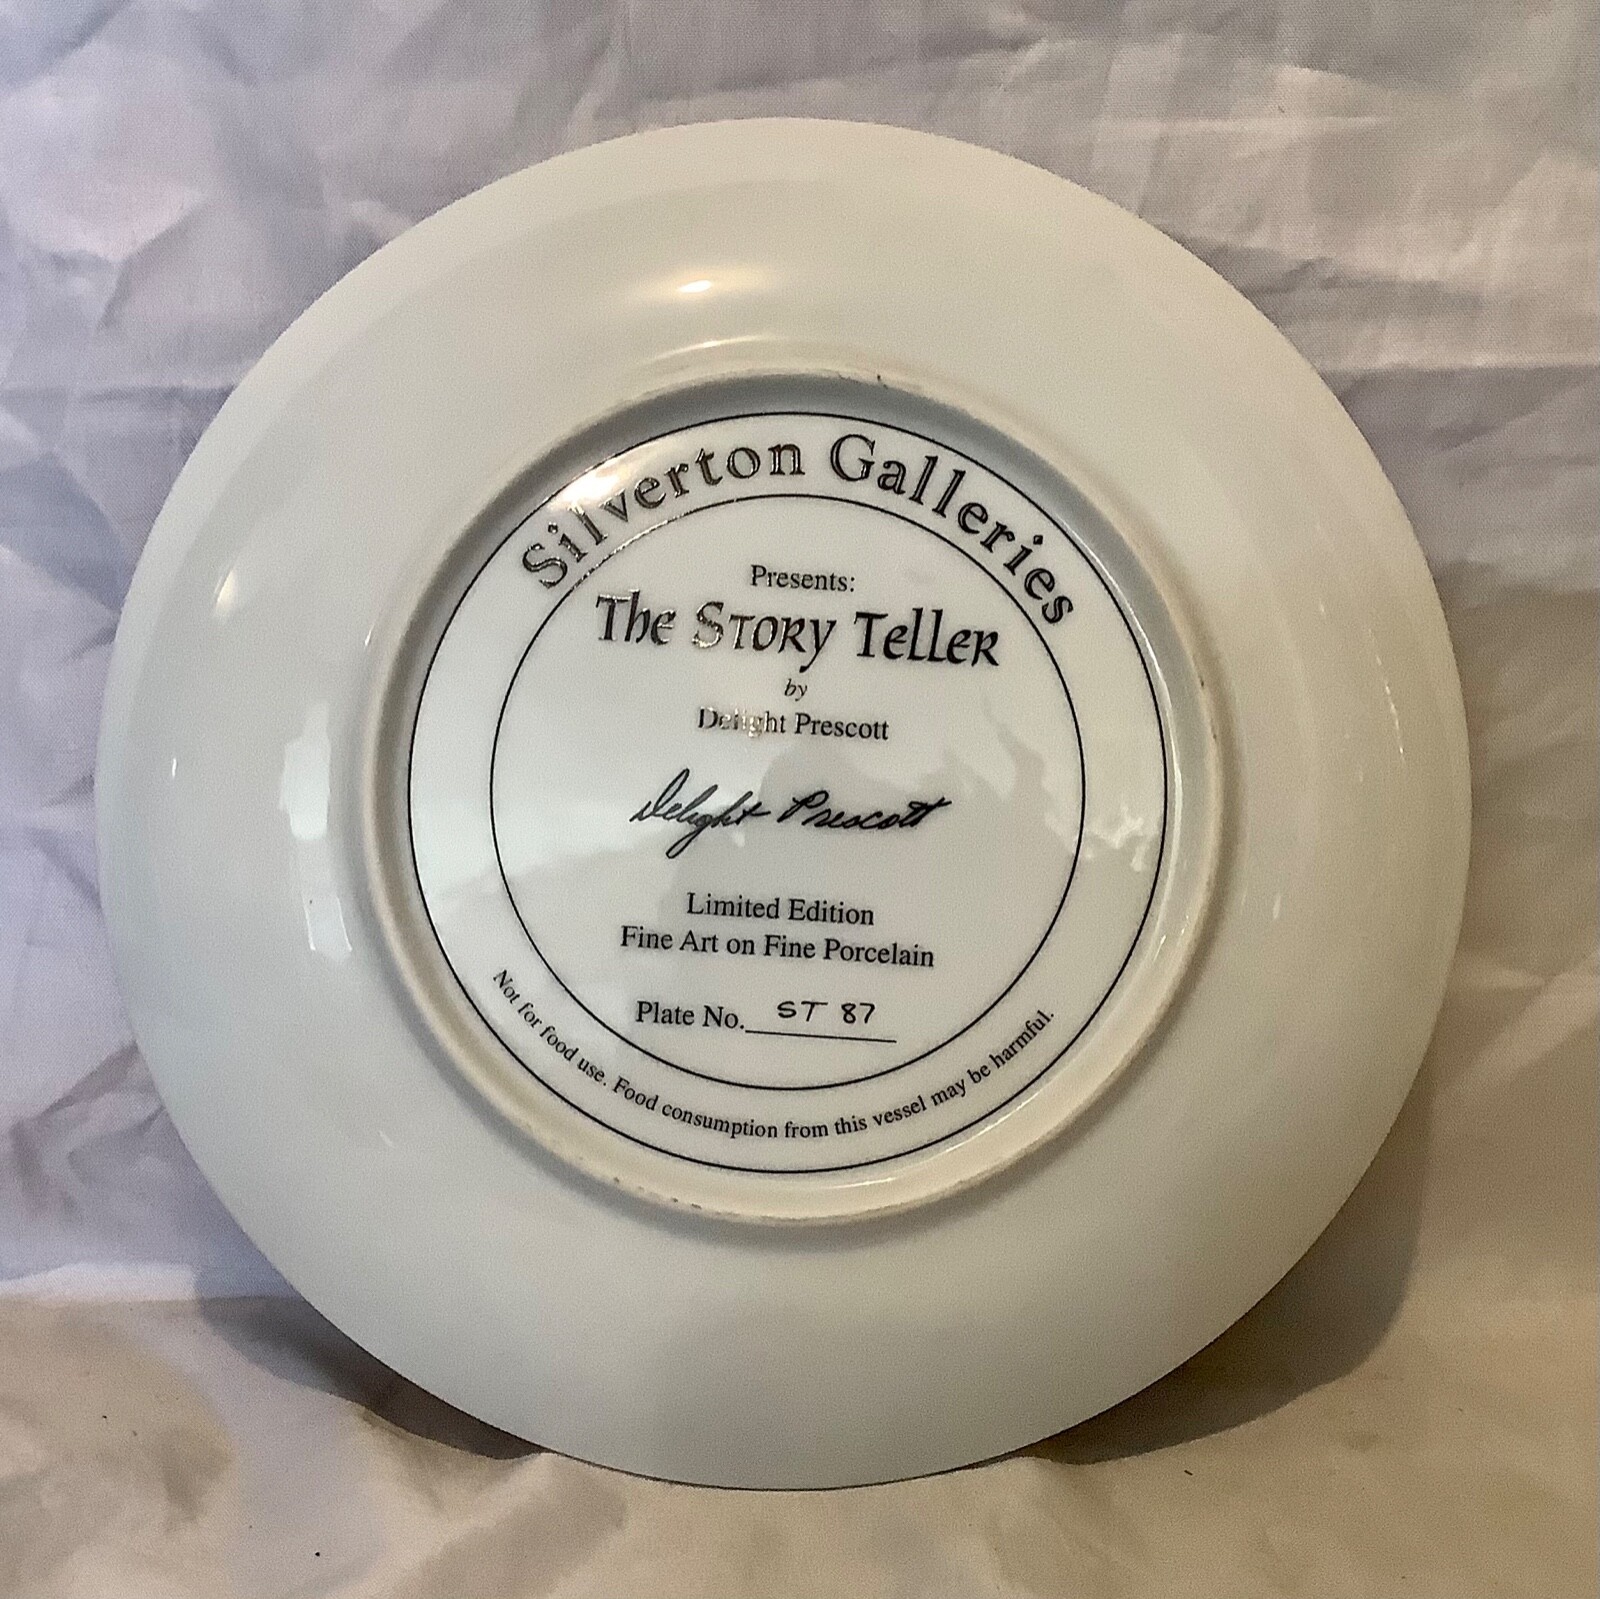 Silverton Galleries
Presents:
The Story Teller
by
Delight Prescott
Delight Prescott
Limited Edition
Fine Art on Fine Porcelain
Plate No. ST 87
Not for food use. Food consumption from this vessel may be harmful.